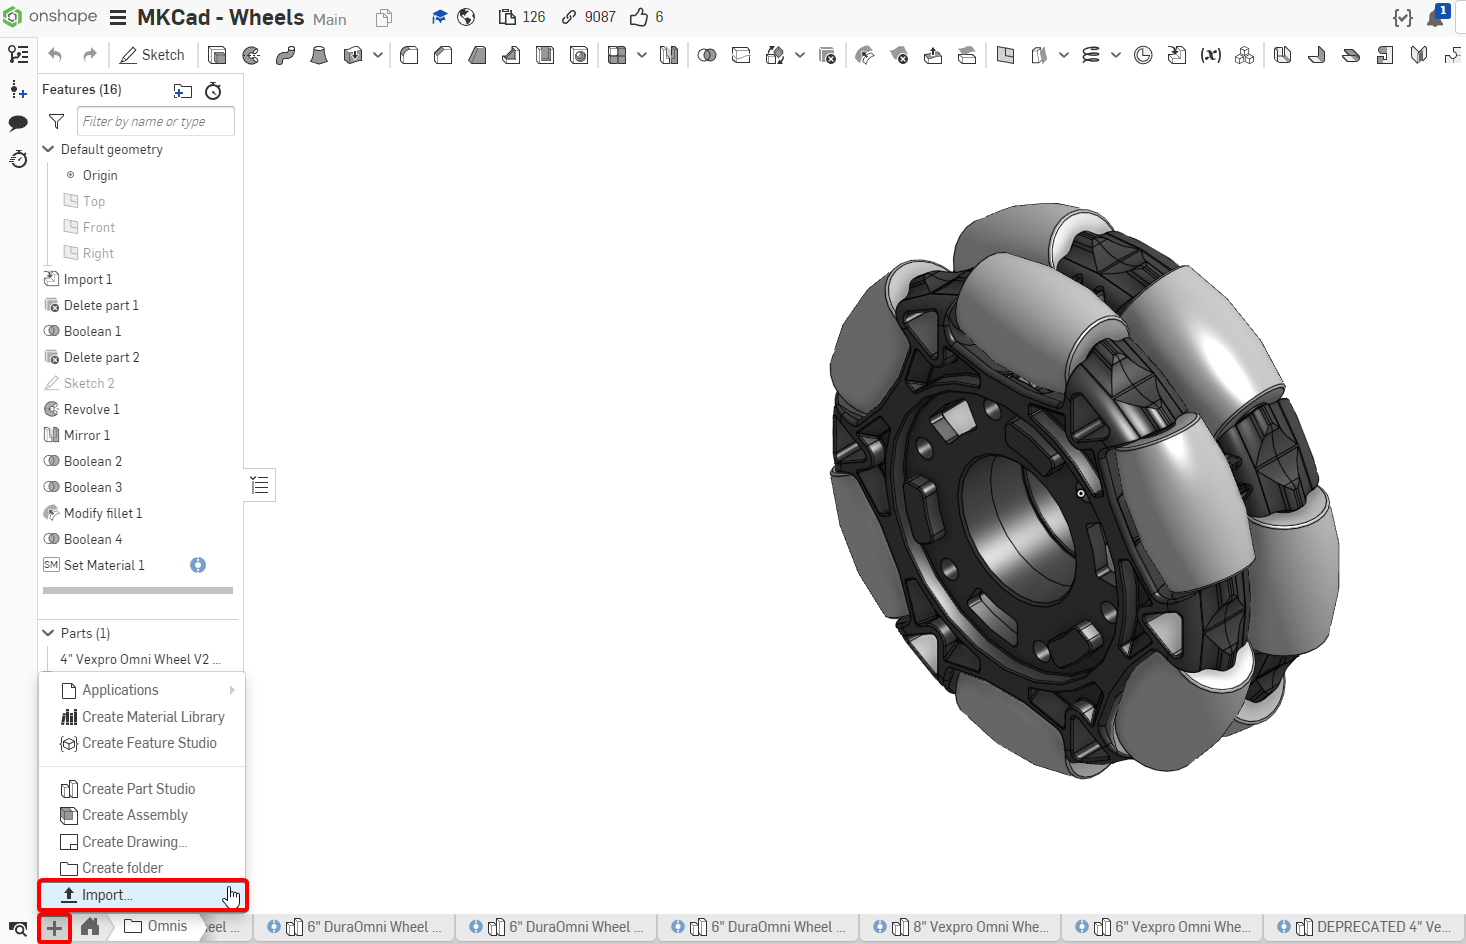 onshape MKCad - Wheels Main 126 9087 6 1
Sketch (x)
Features (16)
Filter by name or type
Default geometry
Origin
Top
Front
Right
Import 1
Delete part 1
Boolean 1
Delete part 2
Sketch 2
Revolve 1
Mirror 1
Boolean 2
Boolean 3
Modify fillet 1
Boolean 4
SM Set Material 1
Parts (1)
4" Vexpro Omni Wheel V2 ...
Applications
Create Material Library
Create Feature Studio
Create Part Studio
Create Assembly
Create Drawing...
Create folder
Import...
Omnis eel ... 6" DuraOmni Wheel ... 6" DuraOmni Wheel ... 6" DuraOmni Wheel ... 8" Vexpro Omni Whe... 6" Vexpro Omni Whe... DEPRECATED 4" Ve...